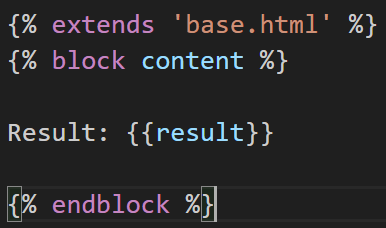 {% extends 'base.html' %}
{% block content %}
Result: {{result}}
{% endblock %}